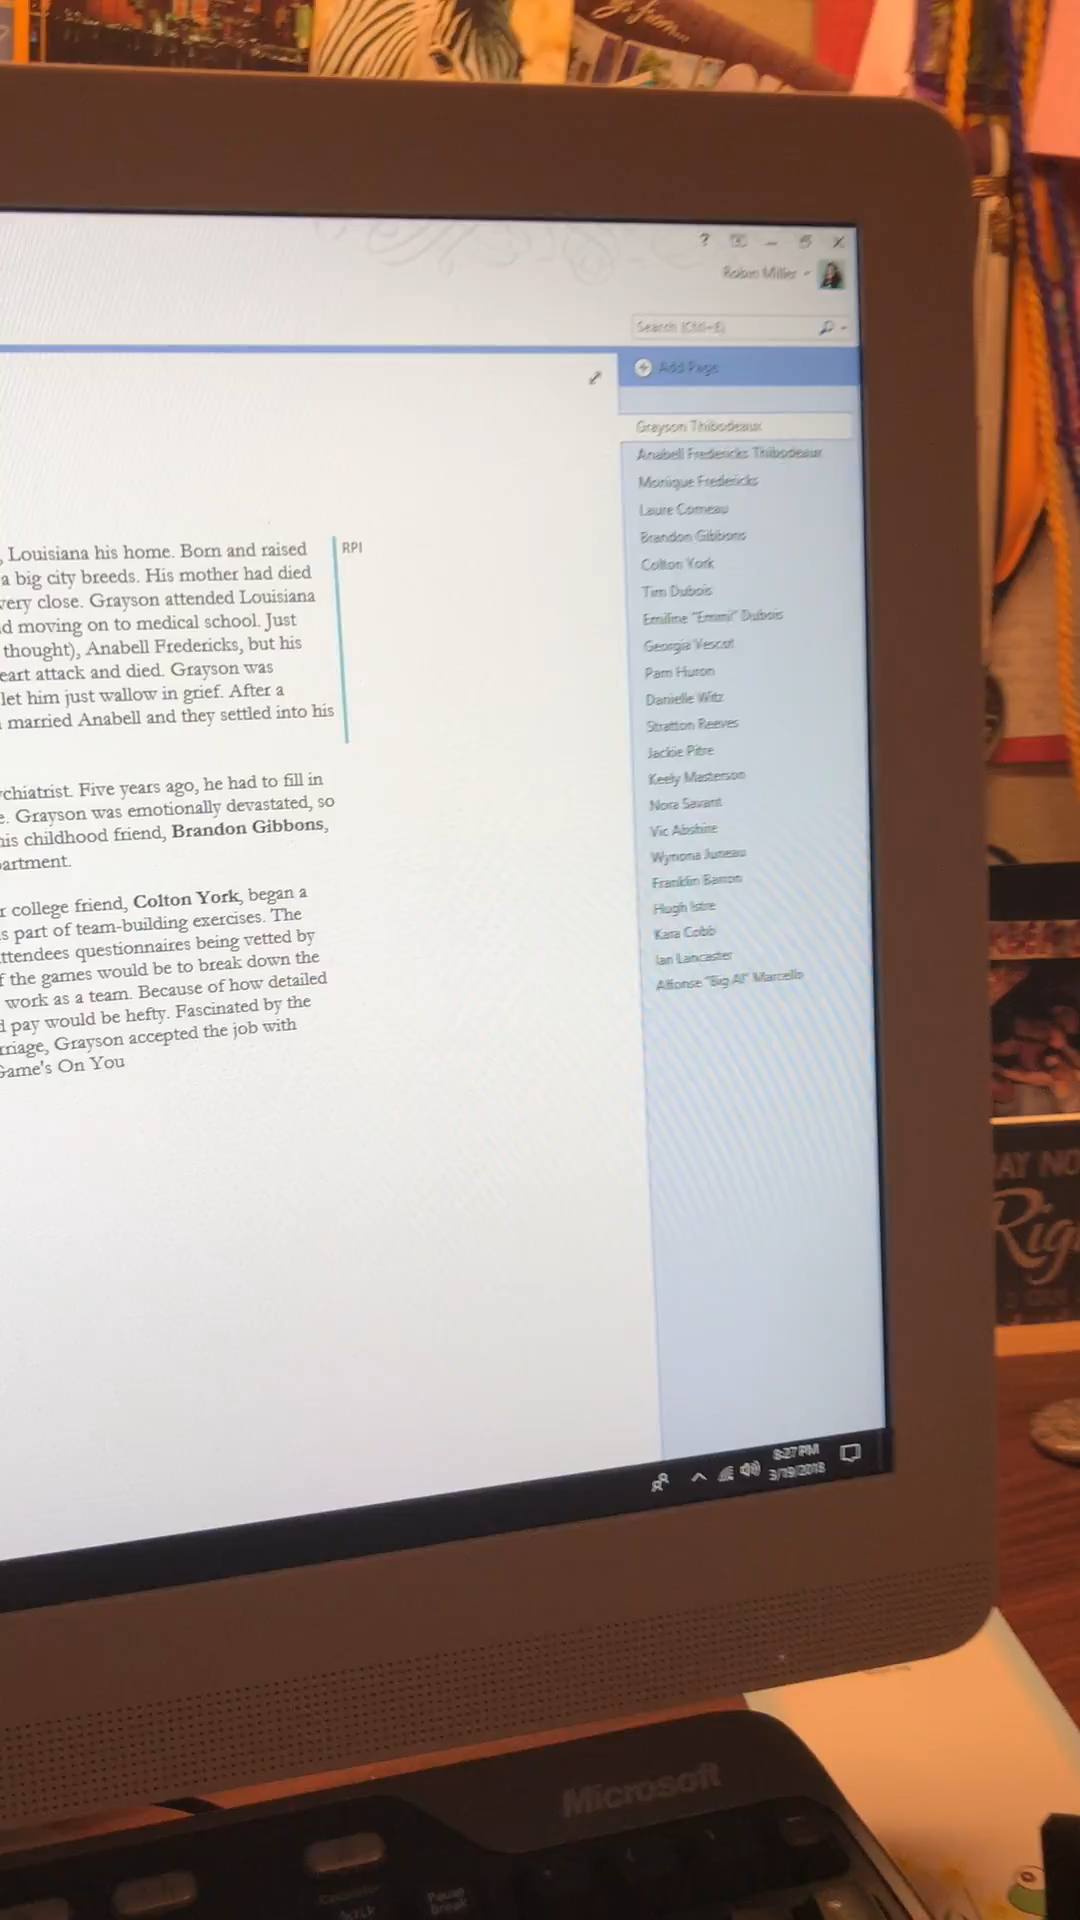 ?
Robin Miller
Search (Ctrl+E)
Add Page
Grayson Thibodeaux
Anabell Fredericks Thibodeaux
Monique Fredericks
Laure Comeau
Brandon Gibbons
Colton York
Tim Dubois
Emiline "Emmi" Dubois
Georgia Vescot
Pam Huron
Danielle Witz
Stratton Reeves
Jackie Pitre
Keely Masterson
Nora Savant
Vic Abshire
Wynona Juneau
Franklin Barron
Hugh Istre
Kara Cobb
Ian Lancaster
Alfonse "Big Al" Marcello
, Louisiana his home. Born and raised
RPI
a big city breeds. His mother had died
very close. Grayson attended Louisiana
d moving on to medical school. Just
thought), Anabell Fredericks, but his
eart attack and died. Grayson was
let him just wallow in grief. After a
married Anabell and they settled into his
ychiatrist. Five years ago, he had to fill in
e. Grayson was emotionally devastated, so
his childhood friend, Brandon Gibbons,
partment.
r college friend, Colton York, began a
s part of team-building exercises. The
attendees questionnaires being vetted by
f the games would be to break down the
work as a team. Because of how detailed
d pay would be hefty. Fascinated by the
rriage, Grayson accepted the job with
Game's On You
8:27 PM
3/19/2018
Microsoft
Pause
Break
AY NO
Rig